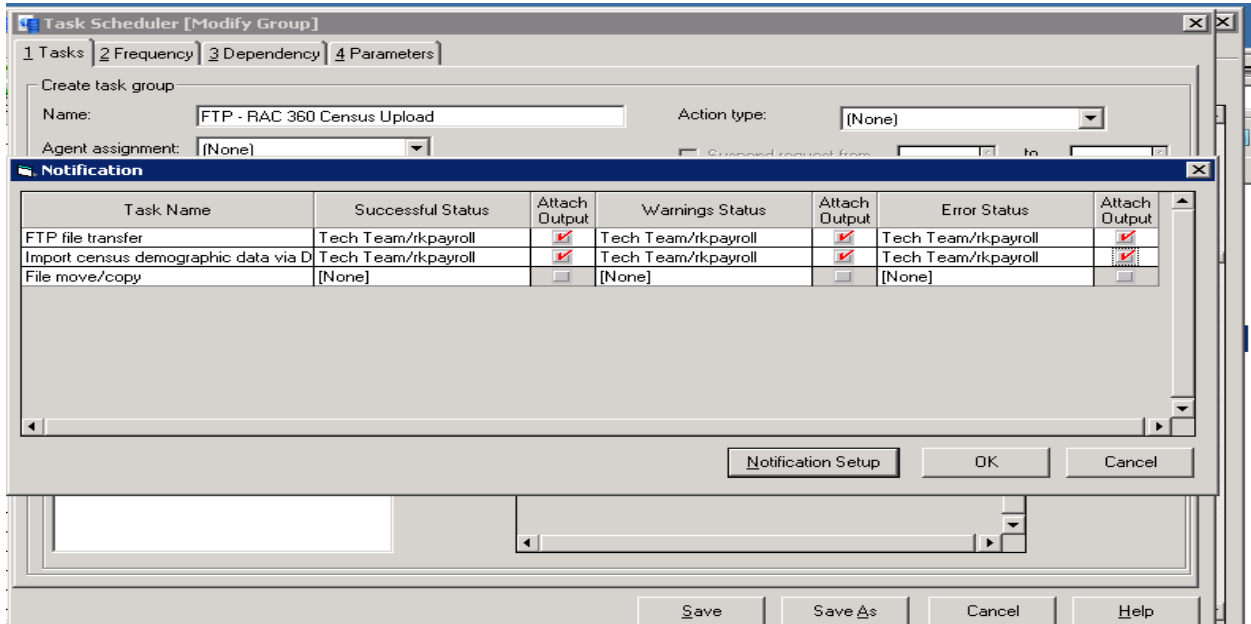 Task Scheduler [Modify Group]
1 Tasks 2 Frequency 3 Dependency 4 Parameters
Create task group
Name: FTP - RAC 360 Census Upload Action type: (None)
Agent assignment: (None) Suspend request from to
Notification
Task Name Successful Status Attach Output Warnings Status Attach Output Error Status Attach Output
FTP file transfer Tech Team/rkpayroll Tech Team/rkpayroll Tech Team/rkpayroll
Import census demographic data via D Tech Team/rkpayroll Tech Team/rkpayroll Tech Team/rkpayroll
File move/copy [None] [None] [None]
Notification Setup OK Cancel
Save Save As Cancel Help